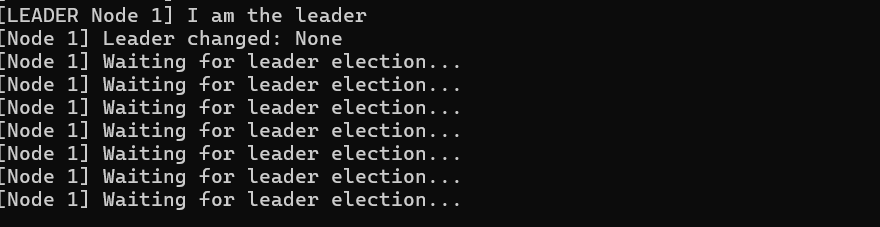 [LEADER Node 1] I am the leader
[Node 1] Leader changed: None
[Node 1] Waiting for leader election...
[Node 1] Waiting for leader election...
[Node 1] Waiting for leader election...
[Node 1] Waiting for leader election...
[Node 1] Waiting for leader election...
[Node 1] Waiting for leader election...
[Node 1] Waiting for leader election...